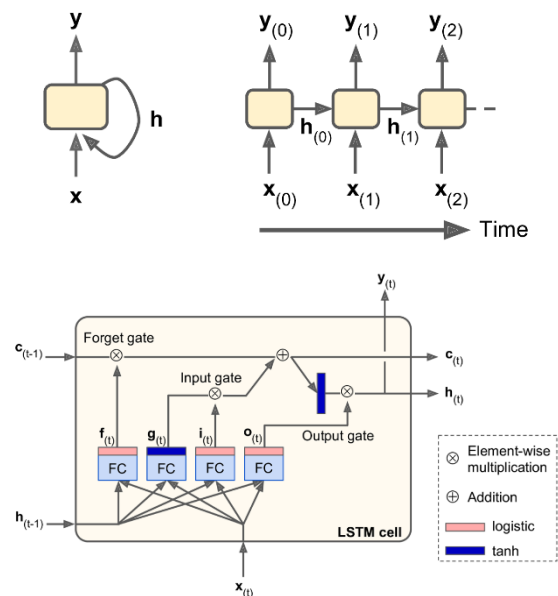 y
h
x
y(0) y(1) y(2)
h(0) h(1)
x(0) x(1) x(2)
Time
y(t)
Forget gate
c(t-1) c(t)
Input gate
h(t)
f(t) g(t) i(t) o(t)
Output gate
FC FC FC FC
h(t-1)
LSTM cell
x(t)
Element-wise
multiplication
Addition
logistic
tanh